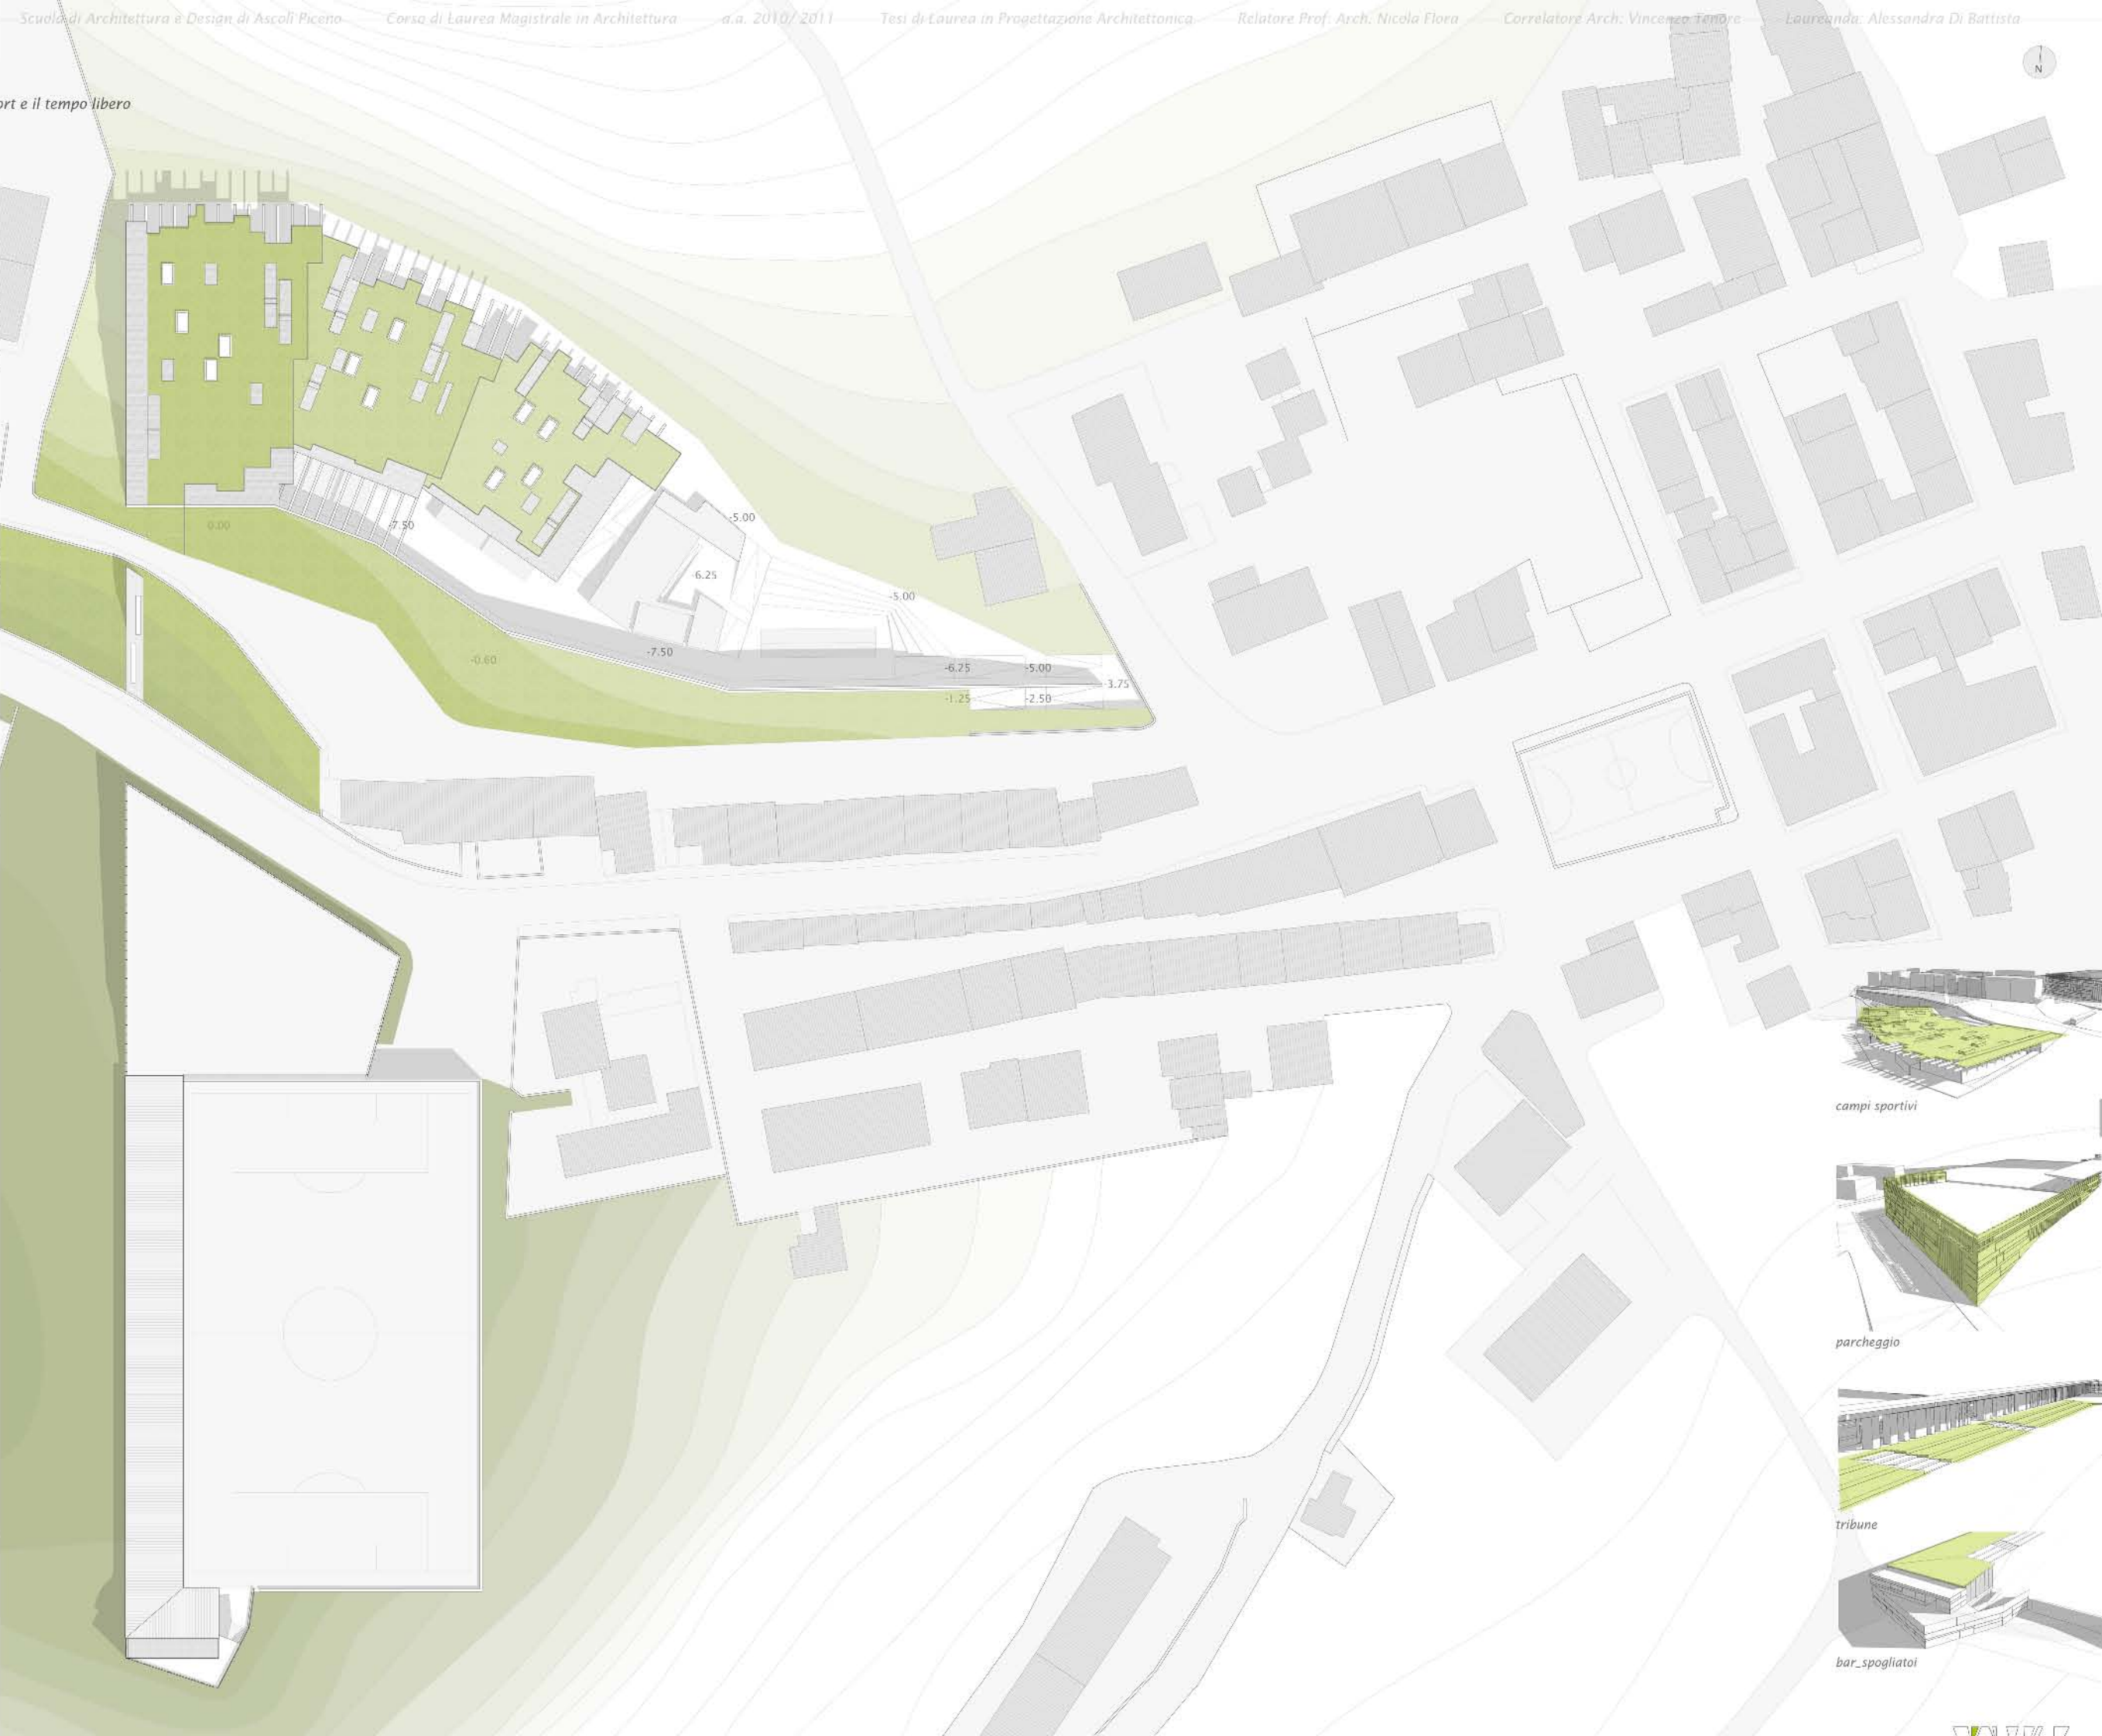 Scuola di Architettura e Design di Ascoli Piceno Corso di Laurea Magistrale in Architettura a.a. 2010/2011 Tesi di Laurea in Progettazione Architettonica Relatore Prof. Arch. Nicola Flora Correlatore Arch. Vincenzo Tenore Laureanda: Alessandra Di Battista
N
ort e il tempo libero
0.00
-7.50
-5.00
-6.25
-5.00
-0.60
-7.50
-6.25
-5.00
-3.75
-1.25
-2.50
campi sportivi
parcheggio
tribune
bar_spogliatoi